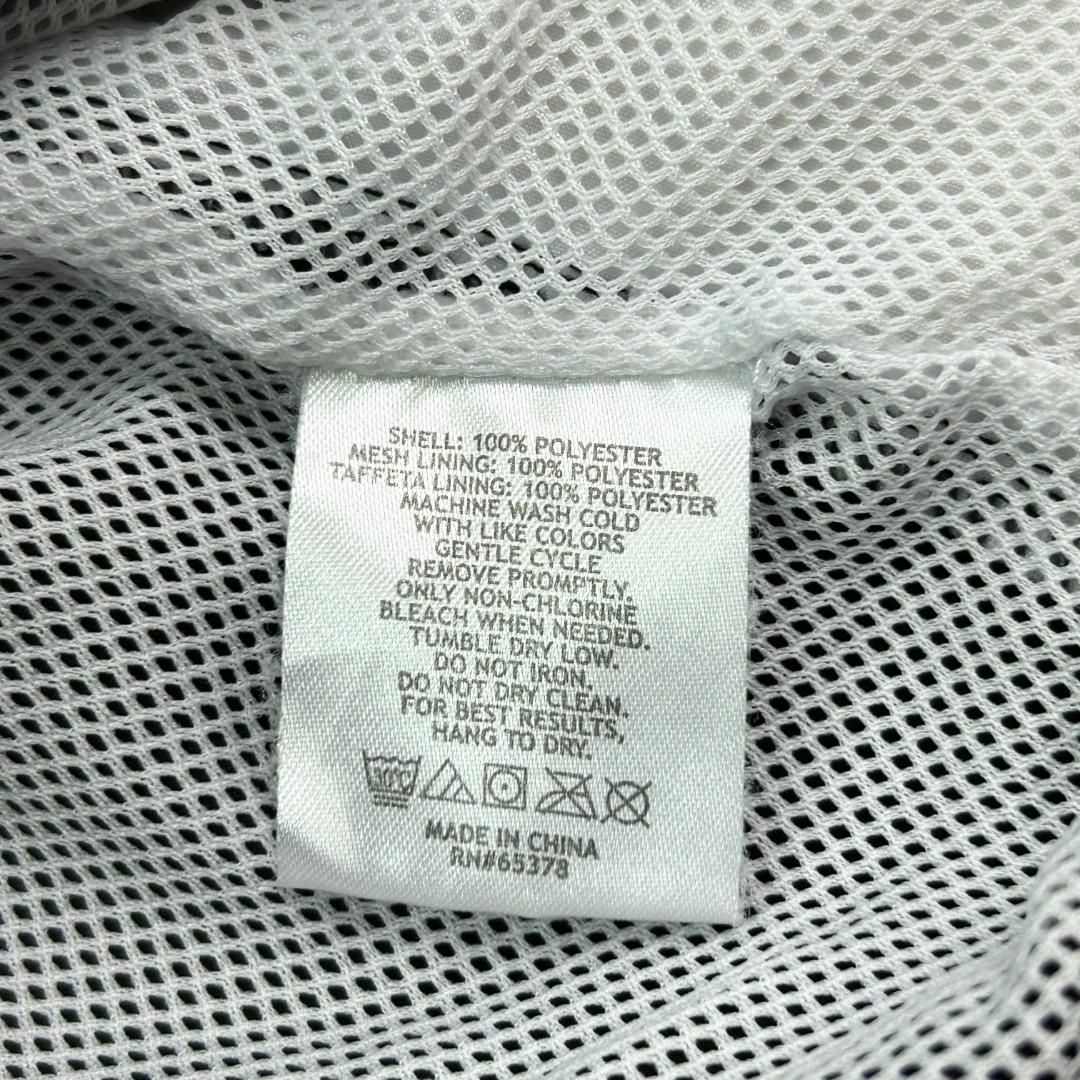 SHELL: 100% POLYESTER
MESH LINING: 100% POLYESTER
TAFFETA LINING: 100% POLYESTER
MACHINE WASH COLD
WITH LIKE COLORS
GENTLE CYCLE
REMOVE PROMPTLY.
ONLY NON-CHLORINE
BLEACH WHEN NEEDED.
TUMBLE DRY LOW.
DO NOT IRON.
DO NOT DRY CLEAN.
FOR BEST RESULTS,
HANG TO DRY.
30°C
MADE IN CHINA
RN#65378